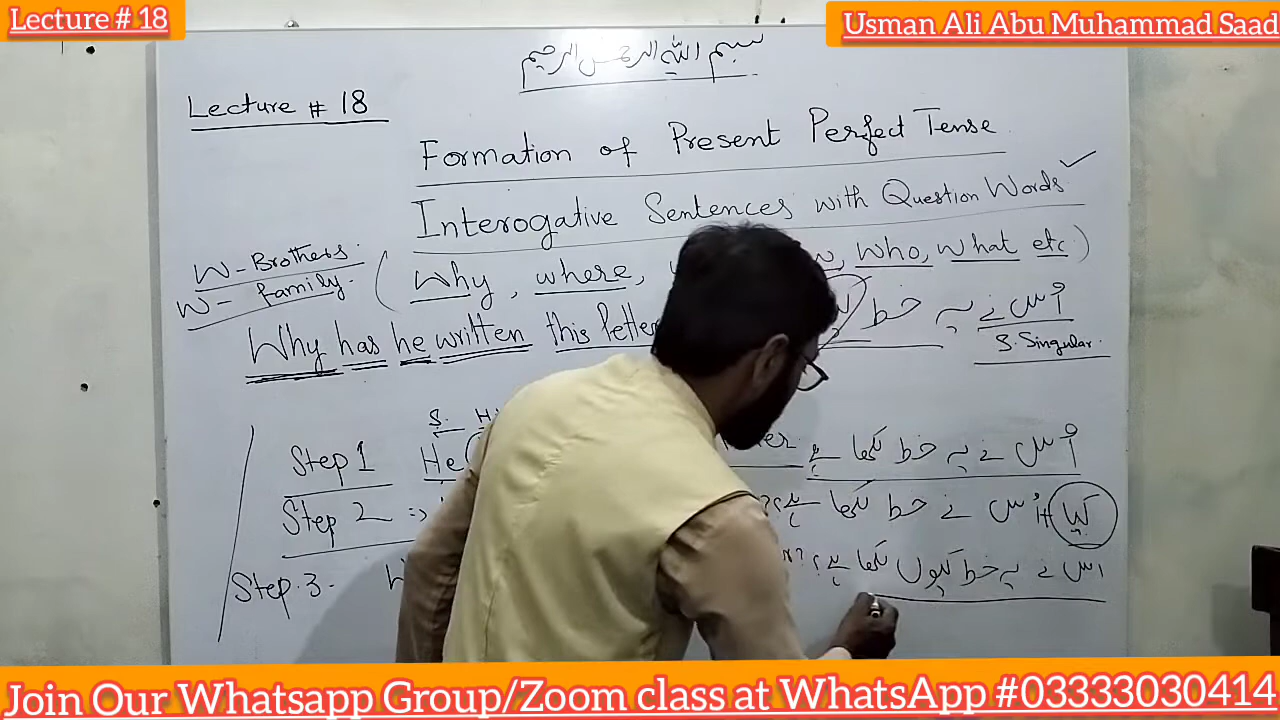 Lecture # 18
Usman Ali Abu Muhammad Saad
بسم اللہ الرحمن الرحیم
Lecture # 18
Formation of Present Perfect Tense
Interogative Sentences with Question Words
W-Brothers.
W- family.
( Why, where, Who, What etc )
Why has he written this letter
اُس نے یہ خط
S. Singular.
S.
Step 1 He
اُس نے یہ خط لکھا ہے
Step 2 =>
کیا اُس نے خط لکھا ہے؟
Step.3-
اس نے یہ خط کیوں لکھا ہے؟
Join Our Whatsapp Group/Zoom class at WhatsApp #03333030414